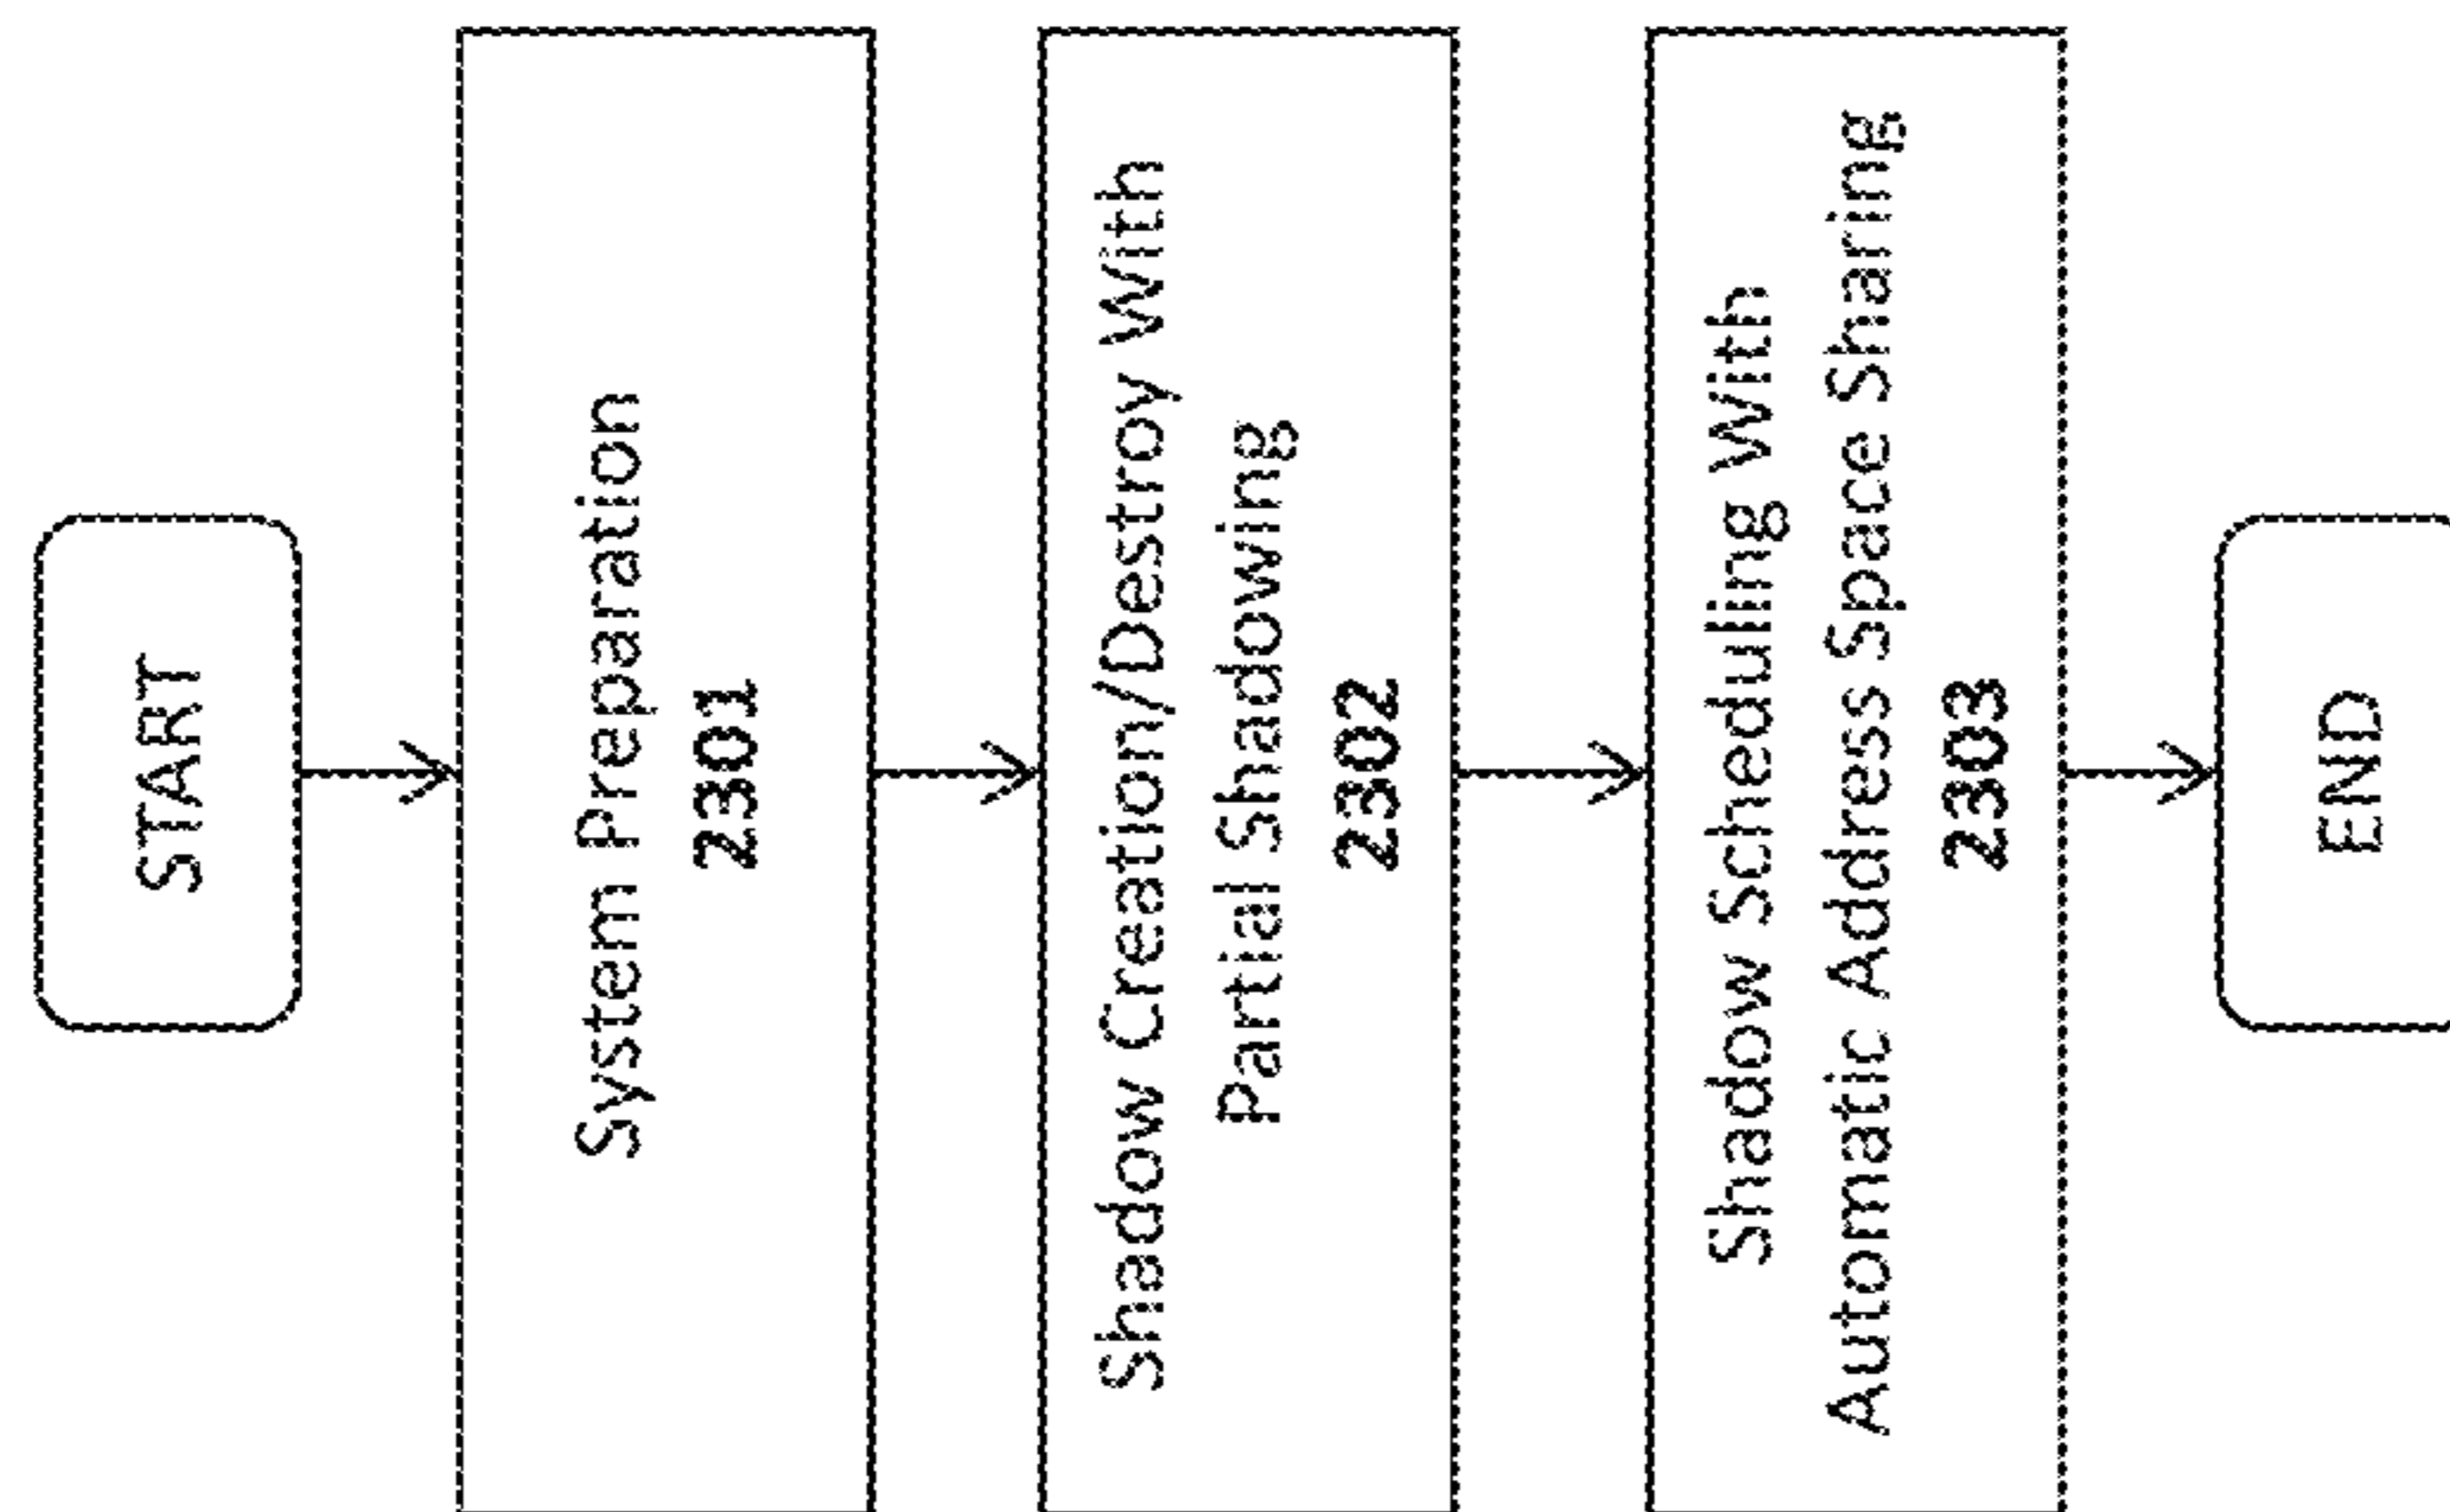 START
System Preparation
2301
Shadow Creation/Destroy With
Partial Shadowing
2302
Shadow Scheduling With
Automatic Address Space Sharing
2303
END